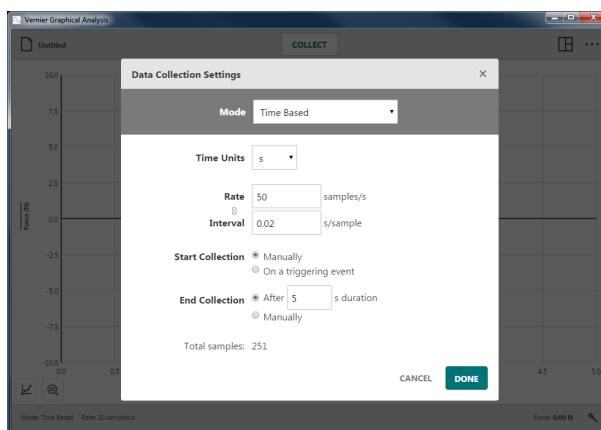 Vernier Graphical Analysis
Untitled
COLLECT
Data Collection Settings
Mode Time Based
Time Units s
Rate 50 samples/s
Interval 0.02 s/sample
Start Collection Manually
On a triggering event
End Collection After 5 s duration
Manually
Total samples: 251
CANCEL DONE
Force (N)
10.0
7.5
5.0
2.5
0.0
-2.5
-5.0
-7.5
-10.0
0.0 0.5 4.5 5.0
Mode: Time Based Rate: 50 samples/s Force: 0.00 N